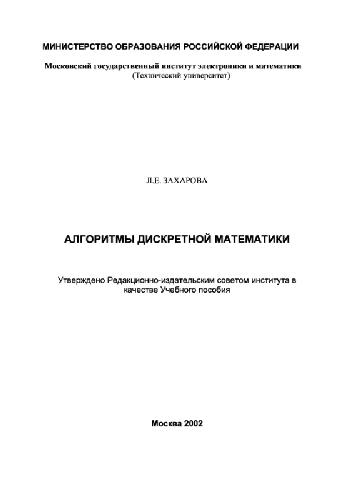 МИНИСТЕРСТВО ОБРАЗОВАНИЯ РОССИЙСКОЙ ФЕДЕРАЦИИ
Московский государственный институт электроники и математики
(Технический университет)
Л.Е. ЗАХАРОВА
АЛГОРИТМЫ ДИСКРЕТНОЙ МАТЕМАТИКИ
Утверждено Редакционно-издательским советом института в
качестве Учебного пособия
Москва 2002